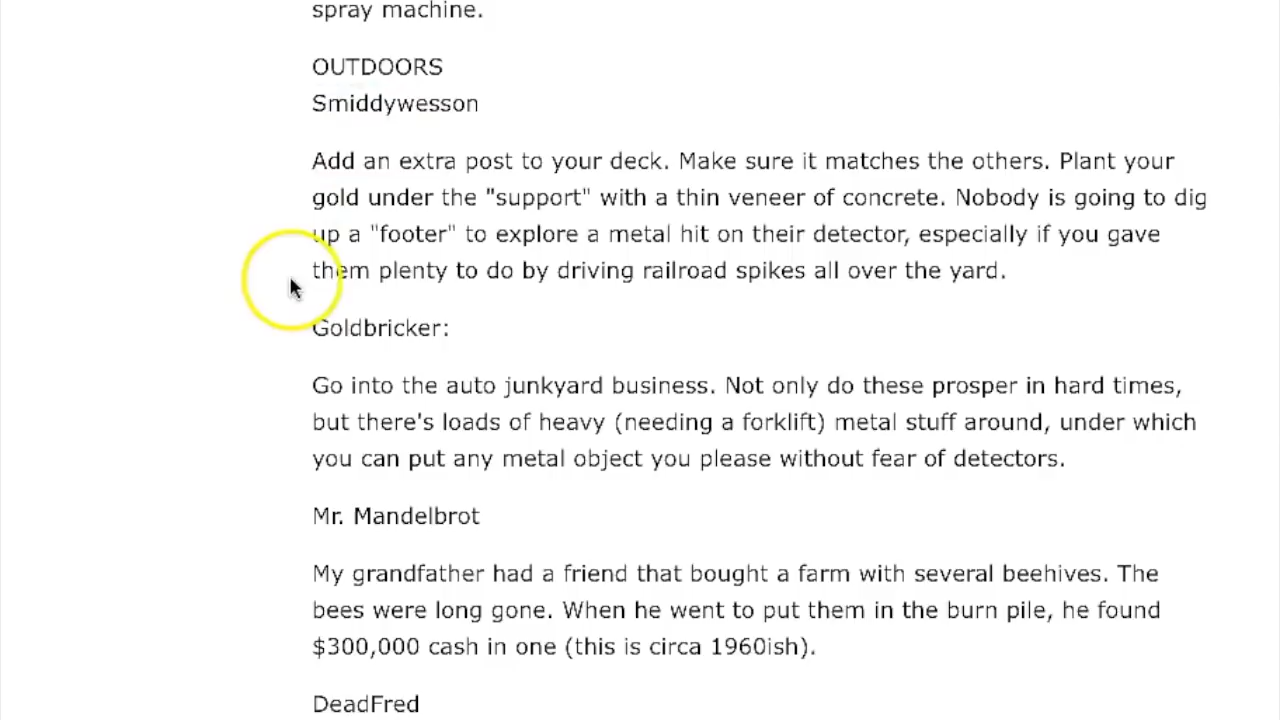 spray machine.
OUTDOORS
Smiddywesson
Add an extra post to your deck. Make sure it matches the others. Plant your
gold under the "support" with a thin veneer of concrete. Nobody is going to dig
up a "footer" to explore a metal hit on their detector, especially if you gave
them plenty to do by driving railroad spikes all over the yard.
Goldbricker:
Go into the auto junkyard business. Not only do these prosper in hard times,
but there's loads of heavy (needing a forklift) metal stuff around, under which
you can put any metal object you please without fear of detectors.
Mr. Mandelbrot
My grandfather had a friend that bought a farm with several beehives. The
bees were long gone. When he went to put them in the burn pile, he found
$300,000 cash in one (this is circa 1960ish).
DeadFred